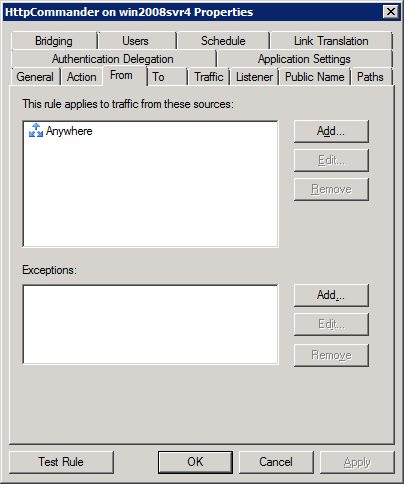 HttpCommander on win2008svr4 Properties
Bridging Users Schedule Link Translation
Authentication Delegation Application Settings
General Action From To Traffic Listener Public Name Paths
This rule applies to traffic from these sources:
Anywhere
Add...
Edit...
Remove
Exceptions:
Add...
Edit...
Remove
Test Rule OK Cancel Apply